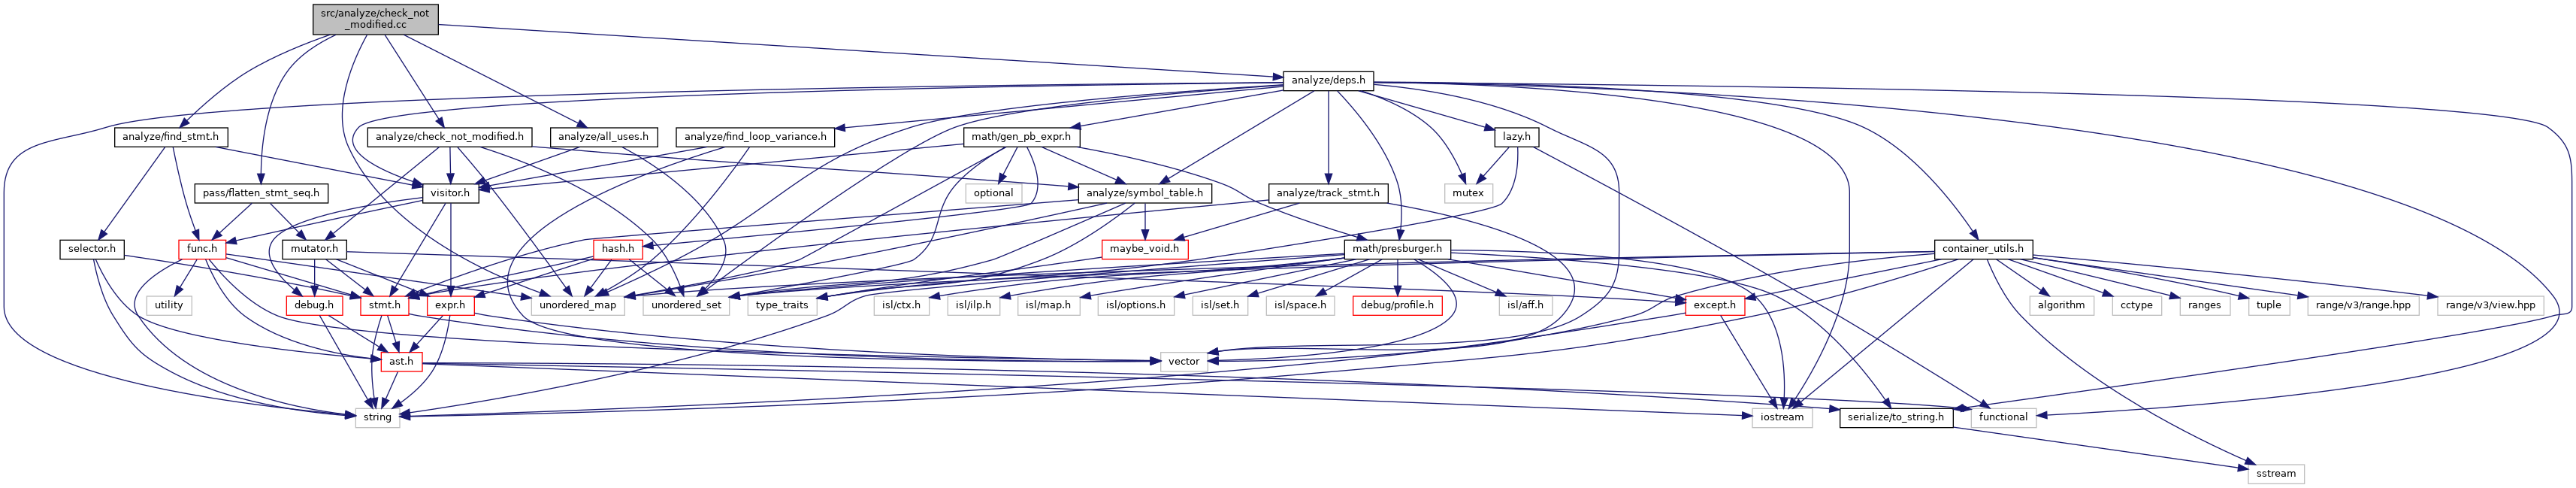 src/analyze/check_not
_modified.cc
analyze/deps.h
analyze/find_stmt.h
analyze/check_not_modified.h
analyze/all_uses.h
analyze/find_loop_variance.h
math/gen_pb_expr.h
lazy.h
pass/flatten_stmt_seq.h
visitor.h
optional
analyze/symbol_table.h
analyze/track_stmt.h
mutex
selector.h
func.h
mutator.h
hash.h
maybe_void.h
math/presburger.h
container_utils.h
utility
debug.h
stmt.h
expr.h
unordered_map
unordered_set
type_traits
isl/ctx.h
isl/ilp.h
isl/map.h
isl/options.h
isl/set.h
isl/space.h
debug/profile.h
isl/aff.h
except.h
algorithm
cctype
ranges
tuple
range/v3/range.hpp
range/v3/view.hpp
ast.h
vector
string
iostream
serialize/to_string.h
functional
sstream